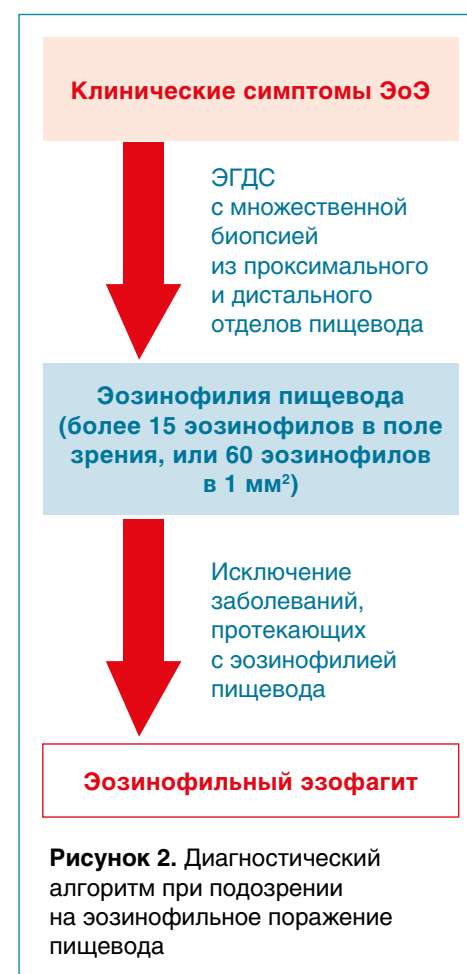 Клинические симптомы ЭоЭ
ЭГДС
с множественной
биопсией
из проксимального
и дистального
отделов пищевода
Эозинофилия пищевода
(более 15 эозинофилов в поле
зрения, или 60 эозинофилов
в 1 мм²)
Исключение
заболеваний,
протекающих
с эозинофилией
пищевода
Эозинофильный эзофагит
Рисунок 2. Диагностический
алгоритм при подозрении
на эозинофильное поражение
пищевода